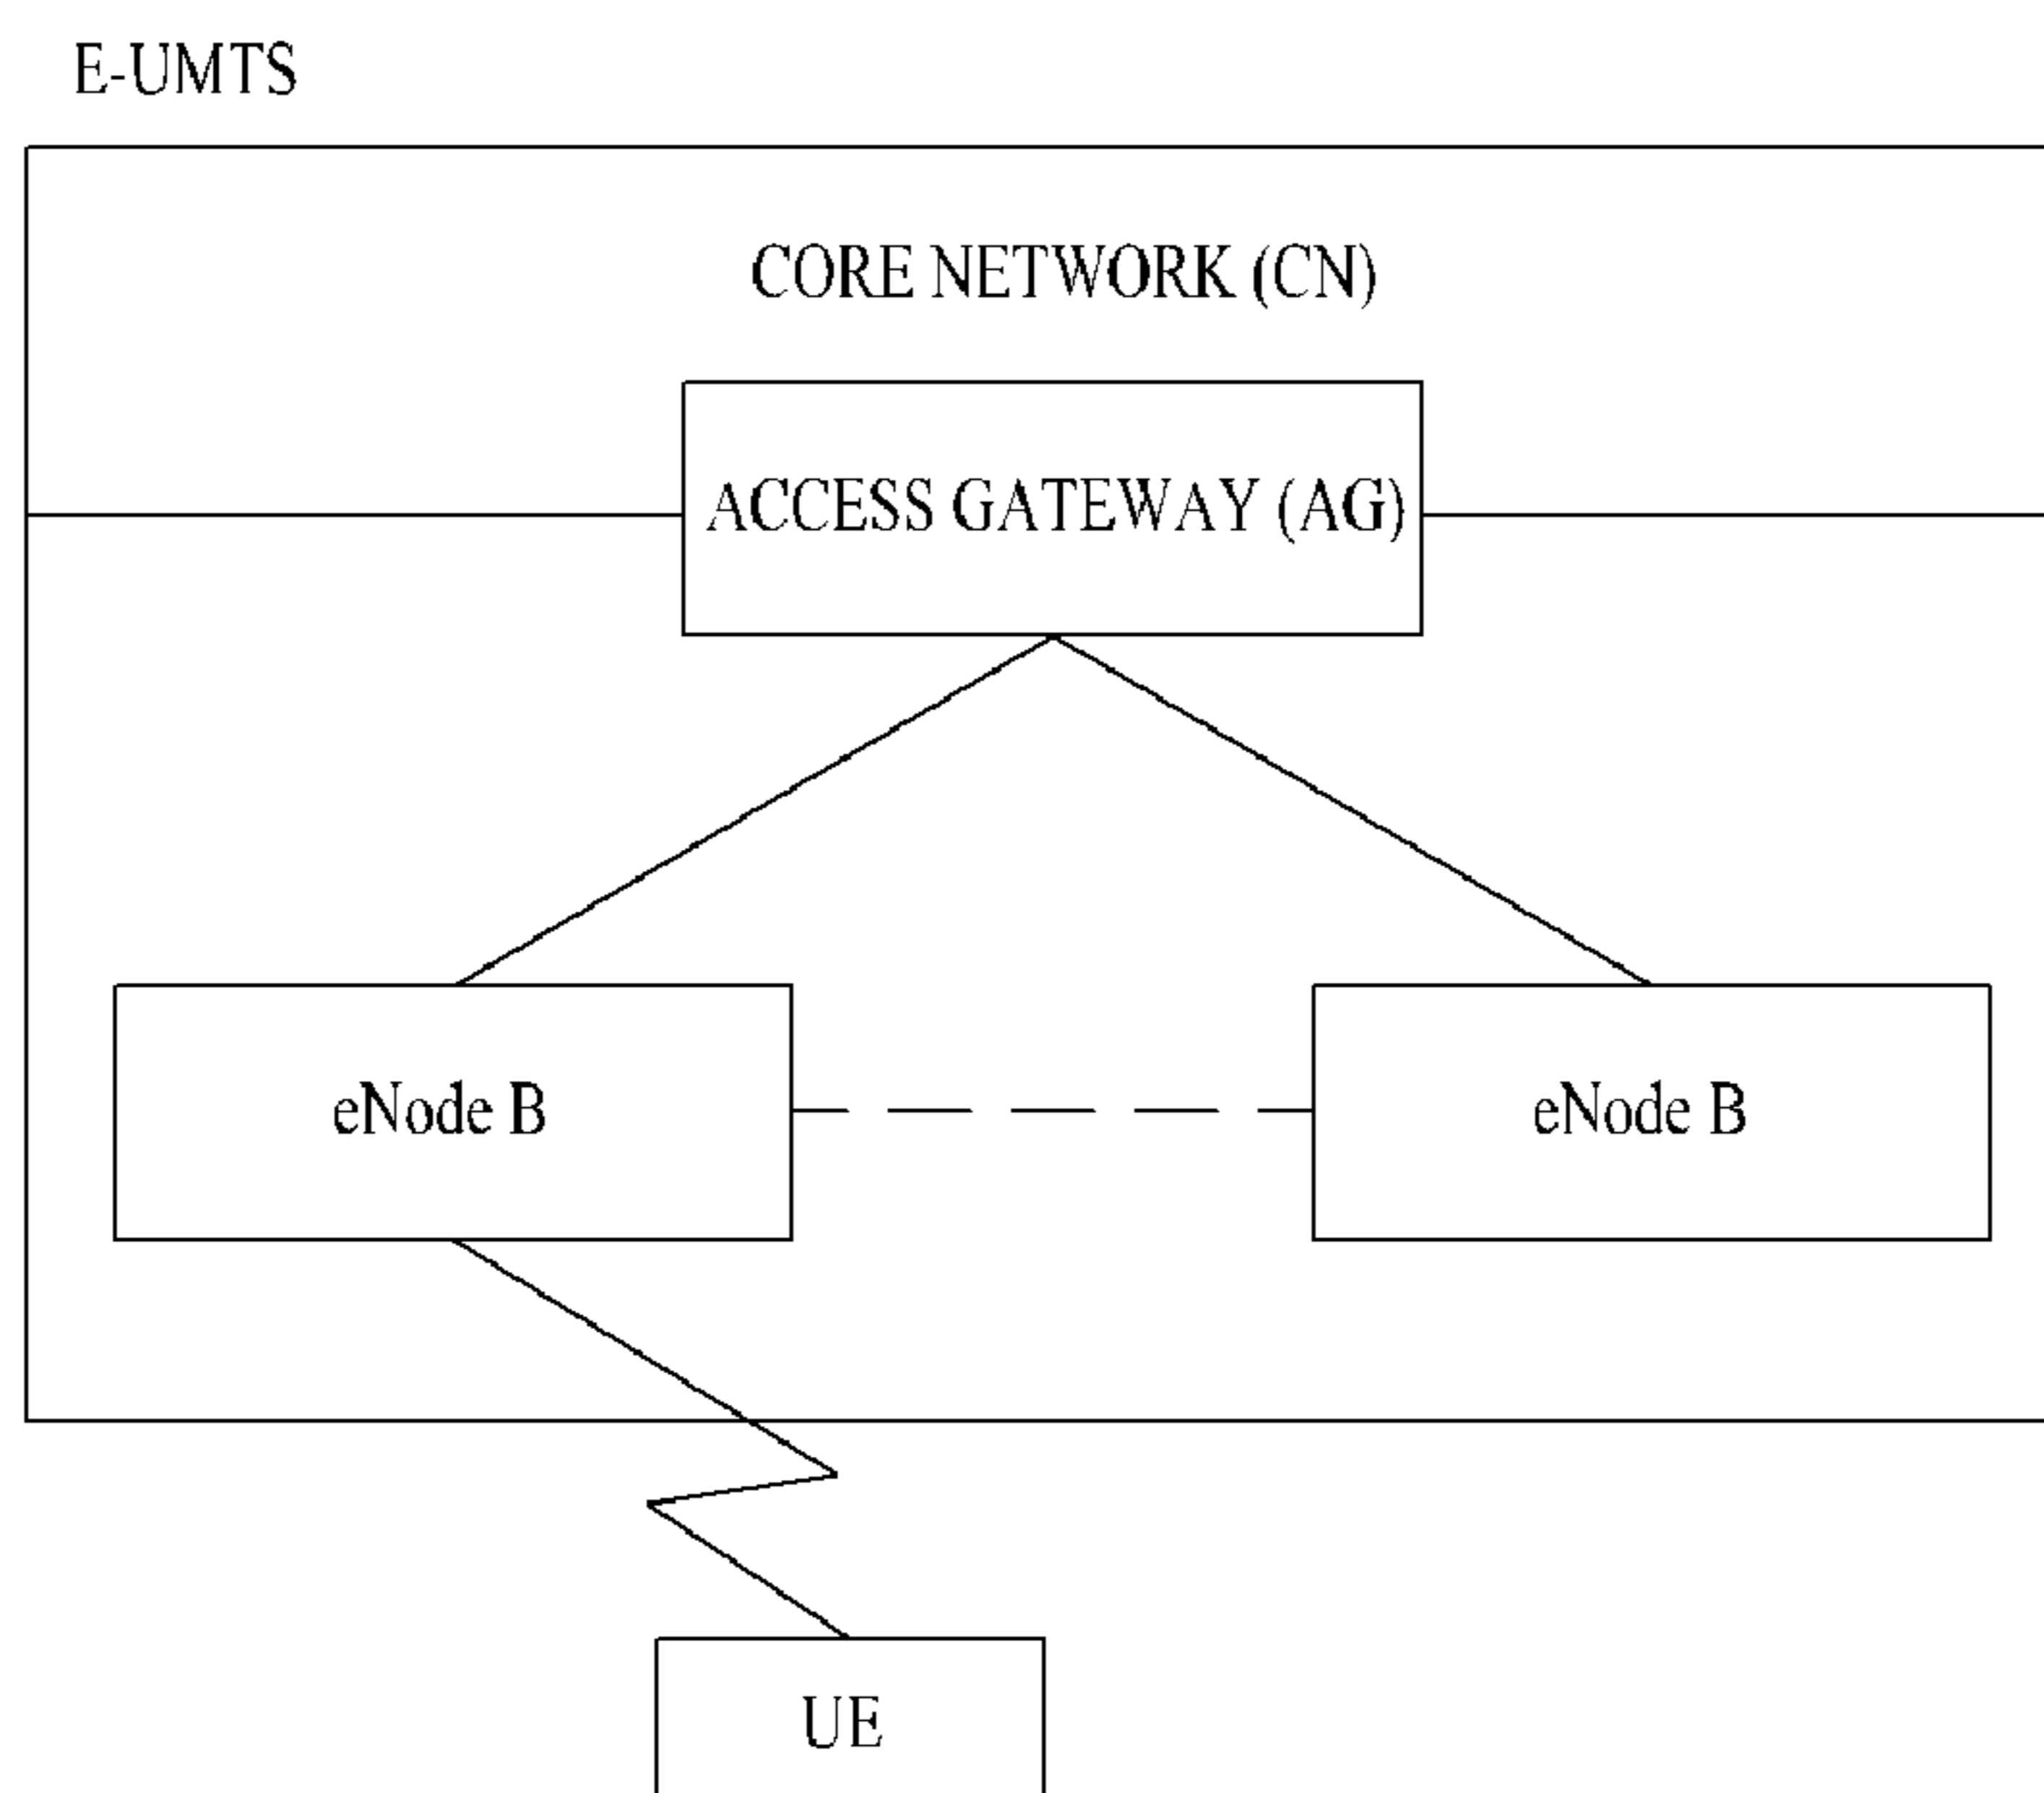 E-UMTS
CORE NETWORK (CN)
ACCESS GATEWAY (AG)
eNode B
eNode B
UE